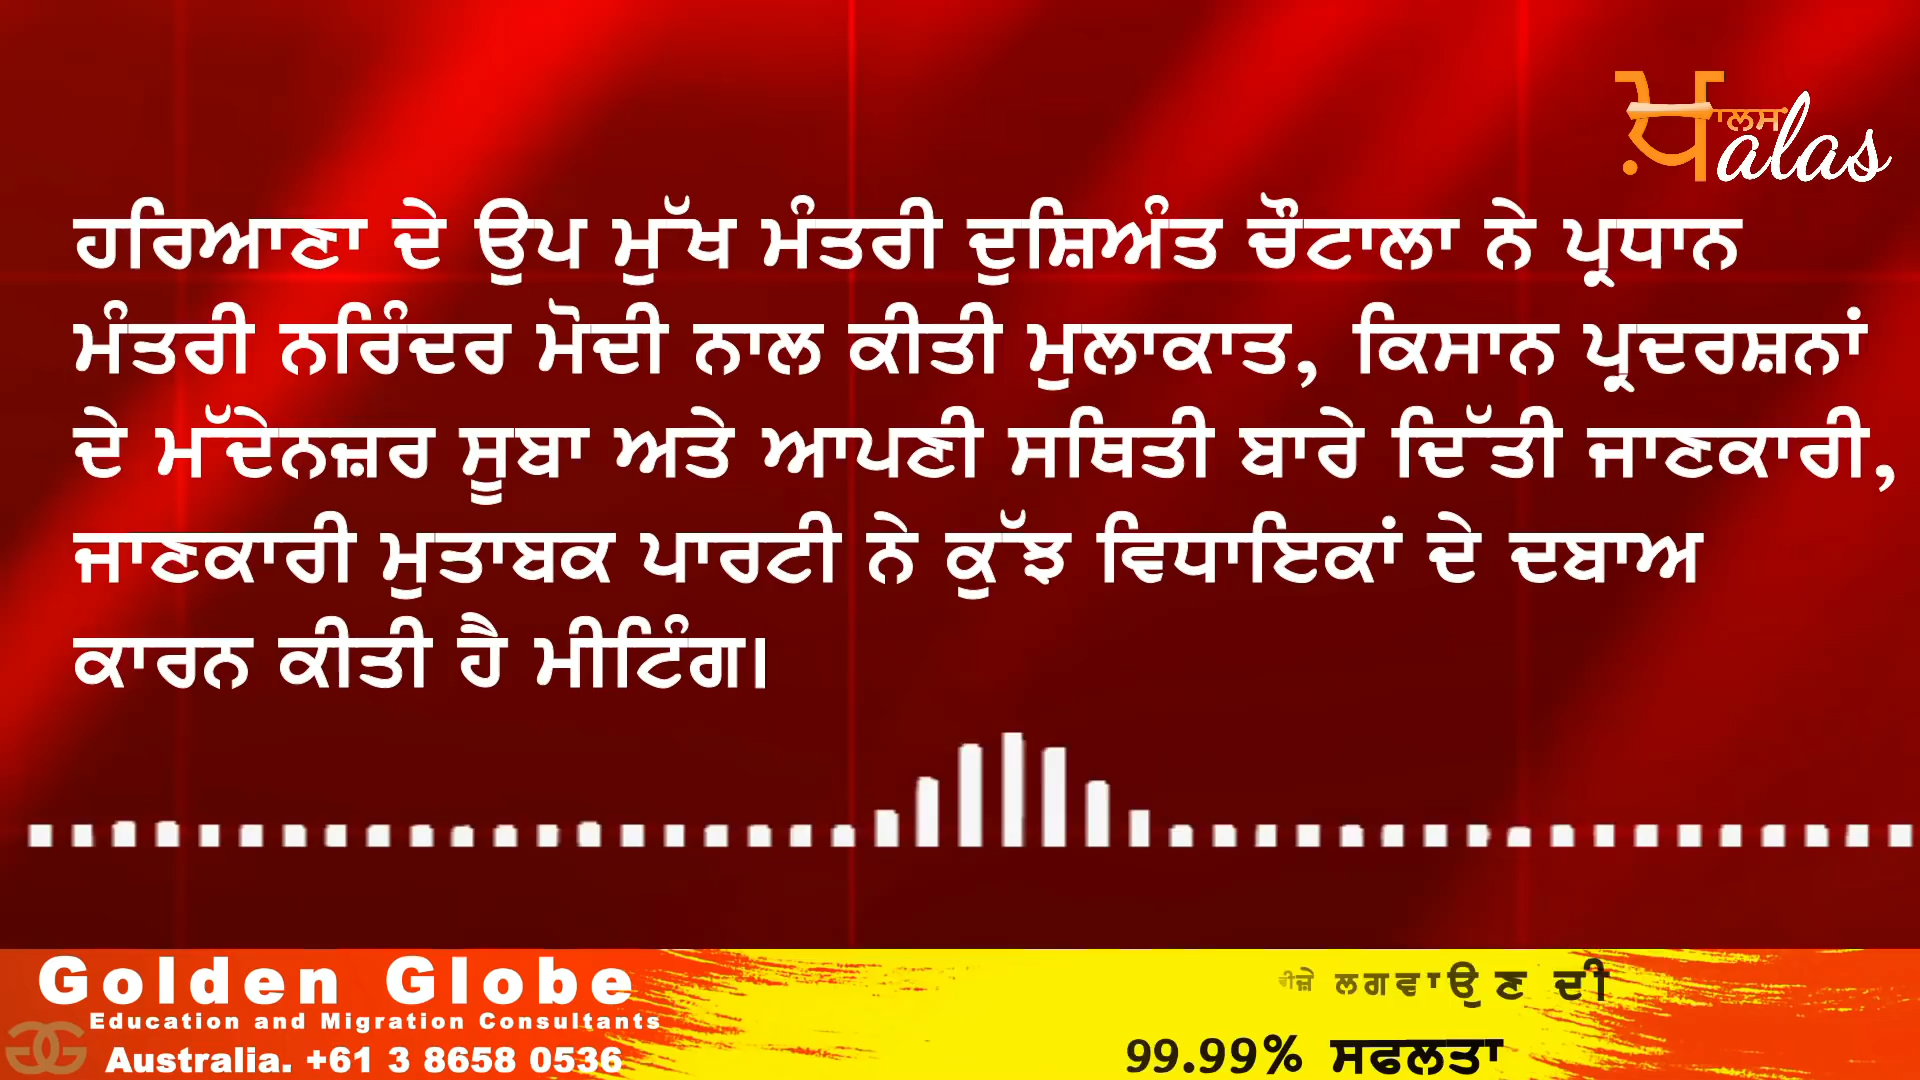 ਖ਼ਾਲਸ alas
ਹਰਿਆਣਾ ਦੇ ਉਪ ਮੁੱਖ ਮੰਤਰੀ ਦੁਸ਼ਿਅੰਤ ਚੌਟਾਲਾ ਨੇ ਪ੍ਰਧਾਨ
ਮੰਤਰੀ ਨਰਿੰਦਰ ਮੋਦੀ ਨਾਲ ਕੀਤੀ ਮੁਲਾਕਾਤ, ਕਿਸਾਨ ਪ੍ਰਦਰਸ਼ਨਾਂ
ਦੇ ਮੱਦੇਨਜ਼ਰ ਸੂਬਾ ਅਤੇ ਆਪਣੀ ਸਥਿਤੀ ਬਾਰੇ ਦਿੱਤੀ ਜਾਣਕਾਰੀ,
ਜਾਣਕਾਰੀ ਮੁਤਾਬਕ ਪਾਰਟੀ ਨੇ ਕੁੱਝ ਵਿਧਾਇਕਾਂ ਦੇ ਦਬਾਅ
ਕਾਰਨ ਕੀਤੀ ਹੈ ਮੀਟਿੰਗ।
Golden Globe
Education and Migration Consultants
Australia. +61 3 8658 0536
ਵੀਜ਼ੇ ਲਗਵਾਉਣ ਦੀ
99.99% ਸਫਲਤਾ